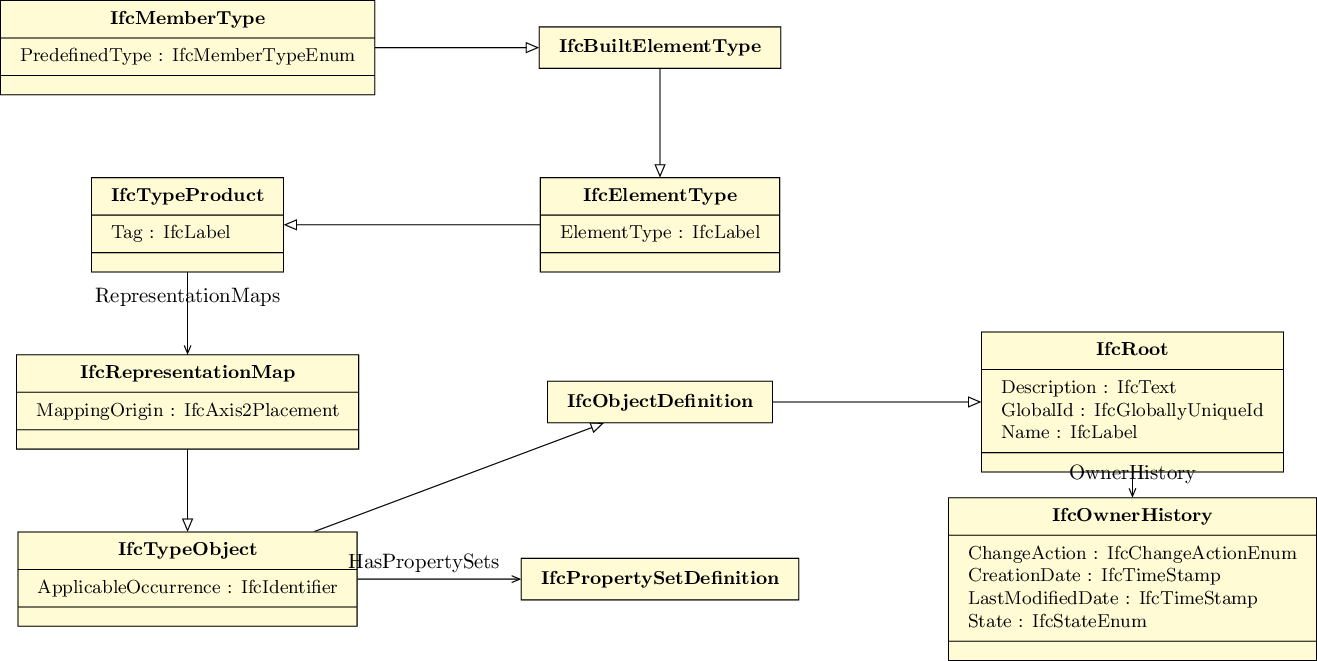 IfcMemberType
PredefinedType : IfcMemberTypeEnum
IfcBuiltElementType
IfcTypeProduct
Tag : IfcLabel
IfcElementType
ElementType : IfcLabel
RepresentationMaps
IfcRepresentationMap
MappingOrigin : IfcAxis2Placement
IfcObjectDefinition
IfcRoot
Description : IfcText
GlobalId : IfcGloballyUniqueId
Name : IfcLabel
OwnerHistory
IfcTypeObject
ApplicableOccurrence : IfcIdentifier
HasPropertySets
IfcPropertySetDefinition
IfcOwnerHistory
ChangeAction : IfcChangeActionEnum
CreationDate : IfcTimeStamp
LastModifiedDate : IfcTimeStamp
State : IfcStateEnum